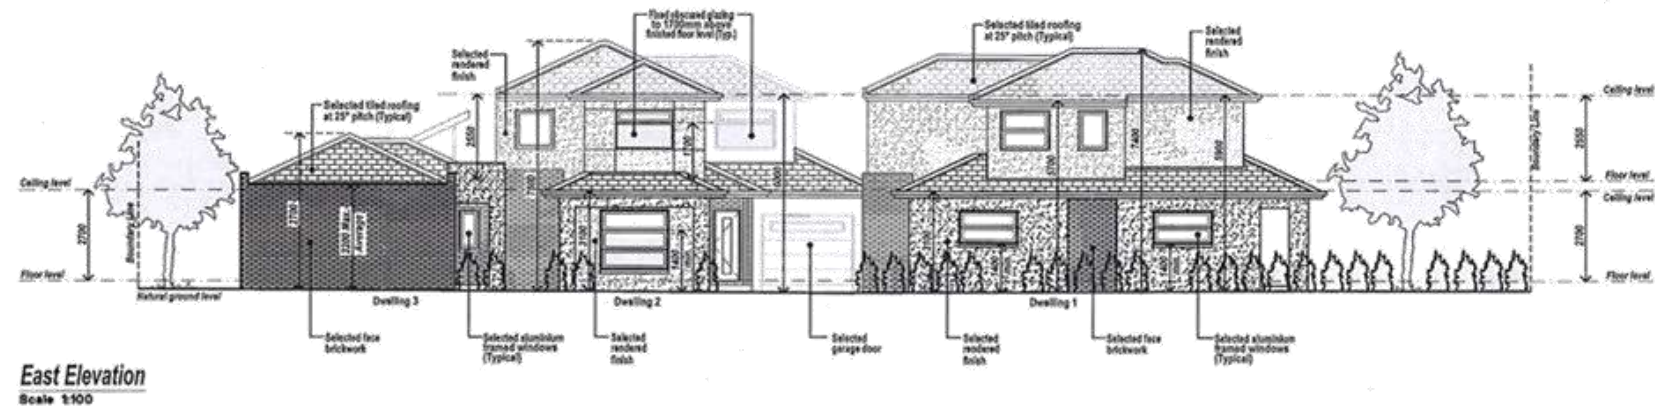 Fixed obscured glazing
to 1700mm above
finished floor level (Typ.)
Selected tiled roofing
at 25° pitch (Typical)
Selected
rendered
finish
Selected
rendered
finish
Selected tiled roofing
at 25° pitch (Typical)
Ceiling level
2550
Floor level
Ceiling level
2700
Floor level
Boundary Line
Ceiling level
2700
Floor level
Boundary Line
Natural ground level
2550
7400
Dwelling 3
Dwelling 2
Dwelling 1
Selected face
brickwork
Selected aluminium
framed windows
(Typical)
Selected
rendered
finish
Selected
garage door
Selected
rendered
finish
Selected face
brickwork
Selected aluminium
framed windows
(Typical)
East Elevation
Scale 1:100